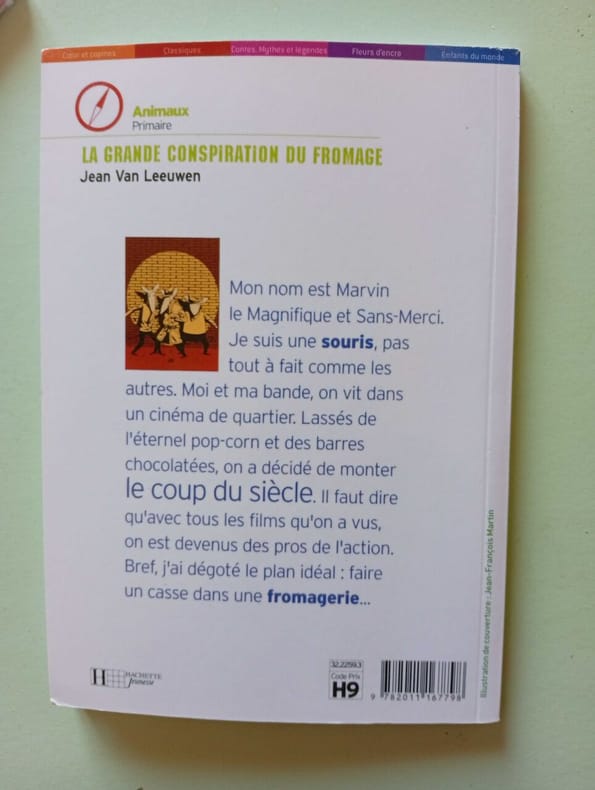 Cœur et copines
Classiques
Contes, Mythes et légendes
Fleurs d'encre
Enfants du monde
Animaux
Primaire
LA GRANDE CONSPIRATION DU FROMAGE
Jean Van Leeuwen
Mon nom est Marvin
le Magnifique et Sans-Merci.
Je suis une souris, pas
tout à fait comme les
autres. Moi et ma bande, on vit dans
un cinéma de quartier. Lassés de
l'éternel pop-corn et des barres
chocolatées, on a décidé de monter
le coup du siècle. Il faut dire
qu'avec tous les films qu'on a vus,
on est devenus des pros de l'action.
Bref, j'ai dégoté le plan idéal : faire
un casse dans une fromagerie...
Illustration de couverture : Jean-François Martin
H HACHETTE
Jeunesse
32.2259.3
Code Prix
H9
9 782011 167798